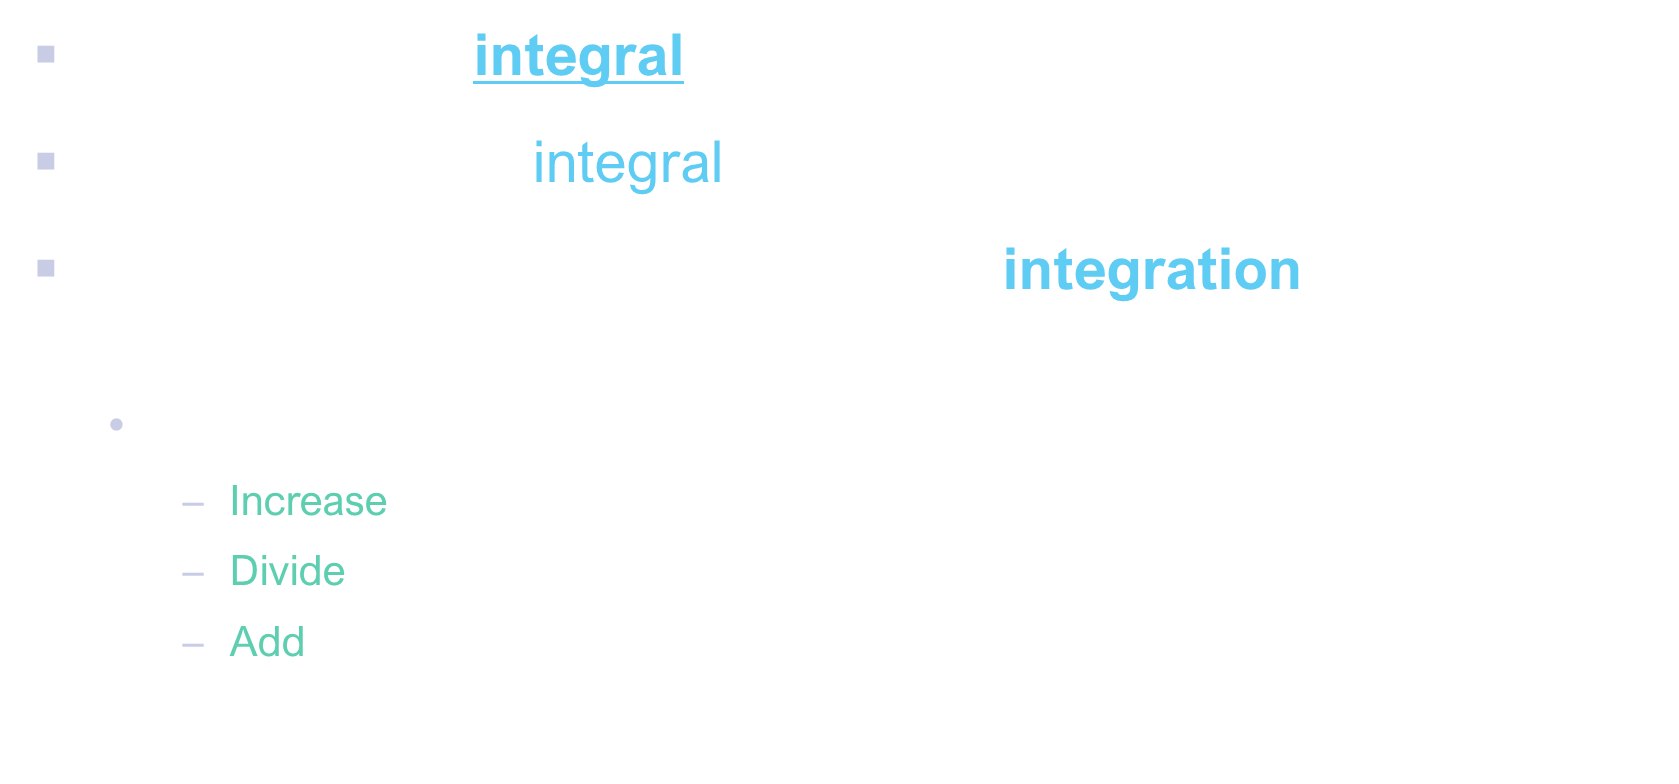 ▪ integral
▪ integral
▪ integration
•
– Increase
– Divide
– Add